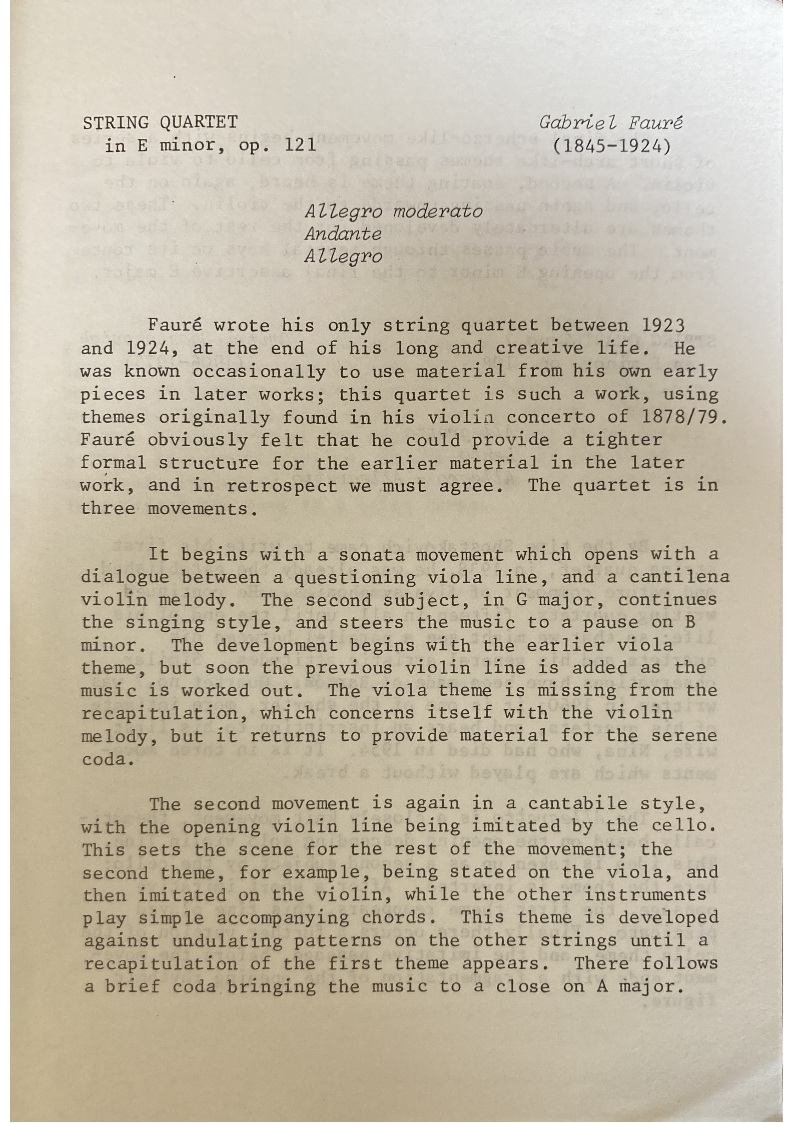 STRING QUARTET Gabriel Fauré
in E minor, op. 121 (1845-1924)
Allegro moderato
Andante
Allegro
Fauré wrote his only string quartet between 1923
and 1924, at the end of his long and creative life. He
was known occasionally to use material from his own early
pieces in later works; this quartet is such a work, using
themes originally found in his violin concerto of 1878/79.
Fauré obviously felt that he could provide a tighter
formal structure for the earlier material in the later
work, and in retrospect we must agree. The quartet is in
three movements.
It begins with a sonata movement which opens with a
dialogue between a questioning viola line, and a cantilena
violin melody. The second subject, in G major, continues
the singing style, and steers the music to a pause on B
minor. The development begins with the earlier viola
theme, but soon the previous violin line is added as the
music is worked out. The viola theme is missing from the
recapitulation, which concerns itself with the violin
melody, but it returns to provide material for the serene
coda.
The second movement is again in a cantabile style,
with the opening violin line being imitated by the cello.
This sets the scene for the rest of the movement; the
second theme, for example, being stated on the viola, and
then imitated on the violin, while the other instruments
play simple accompanying chords. This theme is developed
against undulating patterns on the other strings until a
recapitulation of the first theme appears. There follows
a brief coda bringing the music to a close on A major.